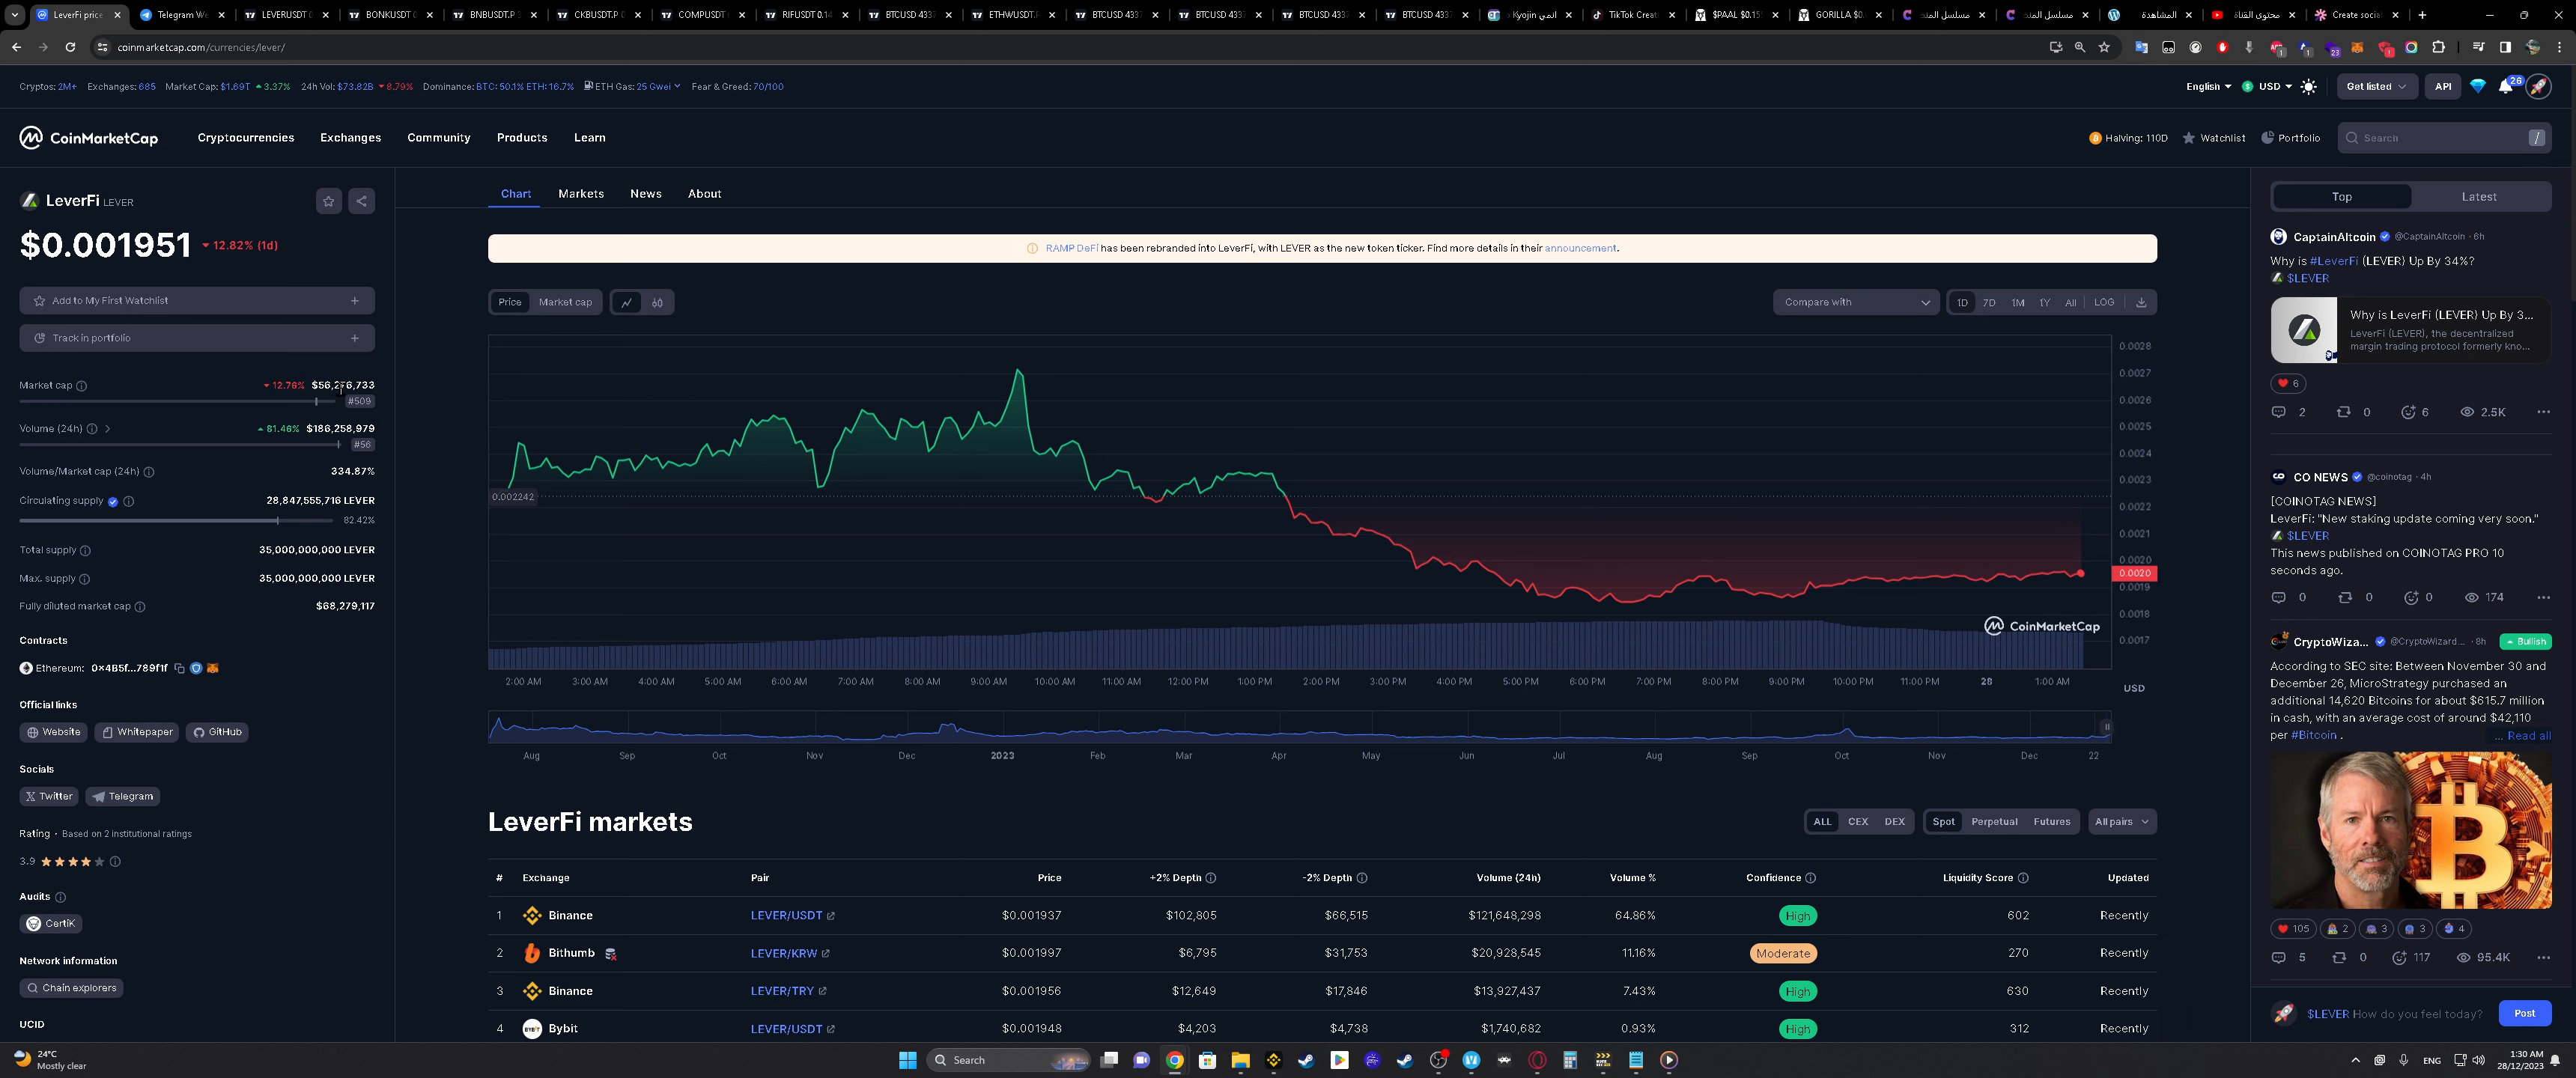 LeverFi price
Telegram We
LEVERUSDT 0
BONKUSDT 0
BNBUSDT.P 3
CKBUSDT.P 0
COMPUSDT
RIFUSDT 0.14
BTCUSD 433
ETHWUSDT.P
BTCUSD 433
BTCUSD 433
BTCUSD 433
BTCUSD 433
انمي Kyojin
TikTok Creat
$PAAL $0.15
GORILLA $0.
مسلسل المتد
مسلسل المتد
المشاهدة
محتوى القناة
Create social
coinmarketcap.com/currencies/lever/
Cryptos: 2M+ Exchanges: 685 Market Cap: $1.69T 3.37% 24h Vol: $73.82B 8.79% Dominance: BTC: 50.1% ETH: 16.7% ETH Gas: 25 Gwei Fear & Greed: 70/100
English USD Get listed API 26
CoinMarketCap Cryptocurrencies Exchanges Community Products Learn
Halving: 110D Watchlist Portfolio Search /
LeverFi LEVER
$0.001951 12.82% (1d)
Add to My First Watchlist
Track in portfolio
Market cap 12.76% $56,276,733
#509
Volume (24h) 81.46% $186,258,979
#56
Volume/Market cap (24h) 334.87%
Circulating supply 28,847,555,716 LEVER
82.42%
Total supply 35,000,000,000 LEVER
Max. supply 35,000,000,000 LEVER
Fully diluted market cap $68,279,117
Contracts
Ethereum: 0x4B5f...789f1f
Official links
Website Whitepaper GitHub
Socials
Twitter Telegram
Rating · Based on 2 institutional ratings
3.9
Audits
CertiK
Network information
Chain explorers
UCID
Chart Markets News About
RAMP DeFi has been rebranded into LeverFi, with LEVER as the new token ticker. Find more details in their announcement.
Price Market cap
Compare with 1D 7D 1M 1Y All LOG
0.0028
0.0027
0.0026
0.0025
0.0024
0.0023
0.002242
0.0022
0.0021
0.0020
0.0020
0.0019
0.0018
0.0017
CoinMarketCap
2:00 AM 3:00 AM 4:00 AM 5:00 AM 6:00 AM 7:00 AM 8:00 AM 9:00 AM 10:00 AM 11:00 AM 12:00 PM 1:00 PM 2:00 PM 3:00 PM 4:00 PM 5:00 PM 6:00 PM 7:00 PM 8:00 PM 9:00 PM 10:00 PM 11:00 PM 28 1:00 AM
USD
Aug Sep Oct Nov Dec 2023 Feb Mar Apr May Jun Jul Aug Sep Oct Nov Dec 22
LeverFi markets
ALL CEX DEX Spot Perpetual Futures All pairs
# Exchange Pair Price +2% Depth -2% Depth Volume (24h) Volume % Confidence Liquidity Score Updated
1 Binance LEVER/USDT $0.001937 $102,805 $66,515 $121,648,298 64.86% High 602 Recently
2 Bithumb LEVER/KRW $0.001997 $6,795 $31,753 $20,928,545 11.16% Moderate 270 Recently
3 Binance LEVER/TRY $0.001956 $12,649 $17,846 $13,927,437 7.43% High 630 Recently
4 Bybit LEVER/USDT $0.001948 $4,203 $4,738 $1,740,682 0.93% High 312 Recently
Top Latest
CaptainAltcoin @CaptainAltcoin · 6h
Why is #LeverFi (LEVER) Up By 34%?
$LEVER
Why is LeverFi (LEVER) Up By 3...
LeverFi (LEVER), the decentralized
margin trading protocol formerly kno...
6
2 0 6 2.5K
CO NEWS @coinotag · 4h
[COINOTAG NEWS]
LeverFi: "New staking update coming very soon."
$LEVER
This news published on COINOTAG PRO 10
seconds ago.
0 0 0 174
CryptoWiza... @CryptoWizard... · 8h Bullish
According to SEC site: Between November 30 and
December 26, MicroStrategy purchased an
additional 14,620 Bitcoins for about $615.7 million
in cash, with an average cost of around $42,110
per #Bitcoin . ... Read all
105 2 3 3 4
5 0 117 95.4K
$LEVER How do you feel today? Post
24°C
Mostly clear
Search
ENG
1:30 AM
28/12/2023